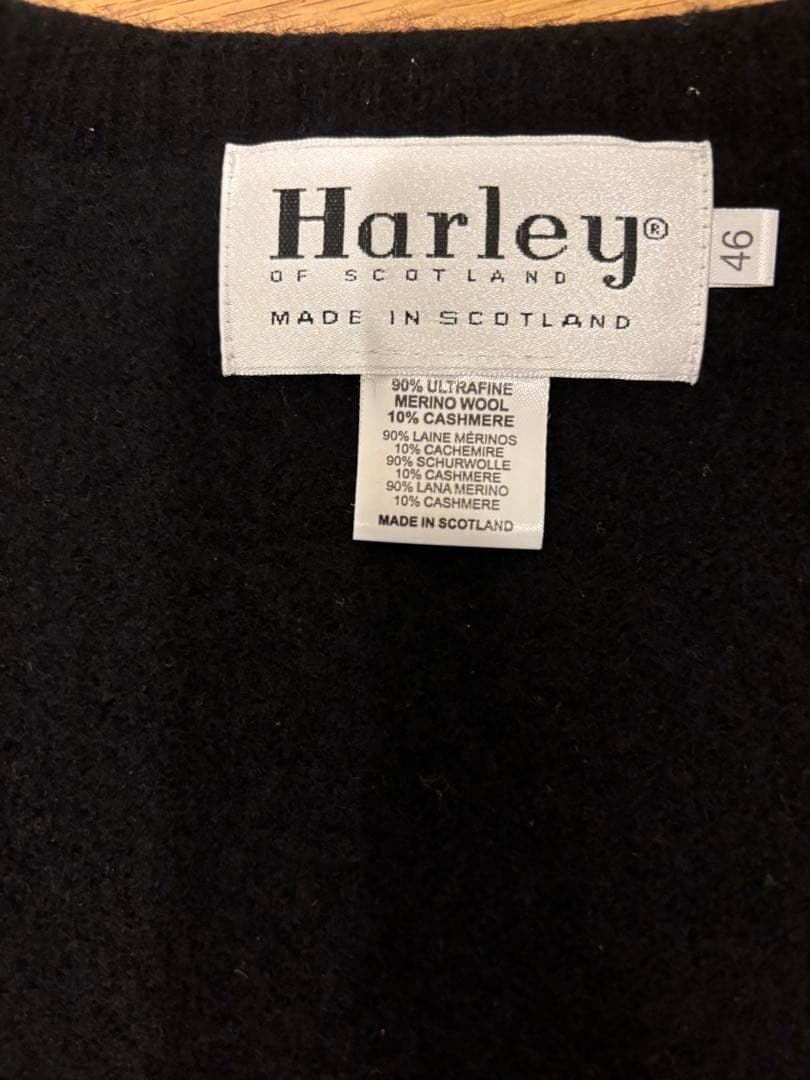 Harley®
OF SCOTLAND
MADE IN SCOTLAND
46
90% ULTRAFINE
MERINO WOOL
10% CASHMERE
90% LAINE MÉRINOS
10% CACHEMIRE
90% SCHURWOLLE
10% CASHMERE
90% LANA MERINO
10% CASHMERE
MADE IN SCOTLAND